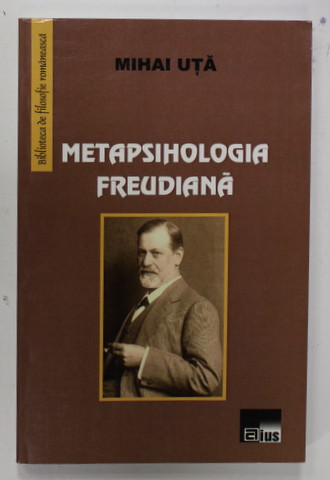 MIHAI UȚĂ
Biblioteca de filosofie românească
METAPSIHOLOGIA
FREUDIANĂ
aius